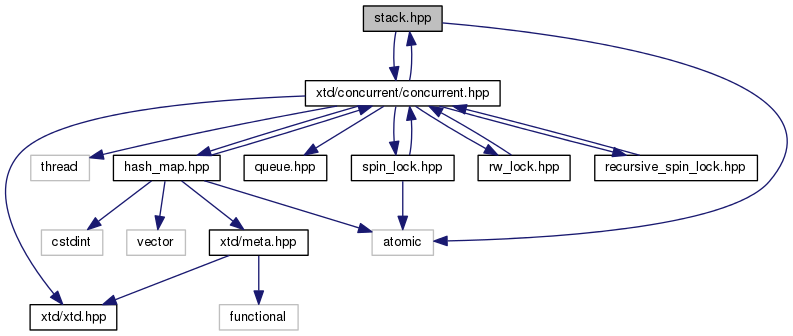 stack.hpp
xtd/concurrent/concurrent.hpp
thread
hash_map.hpp
queue.hpp
spin_lock.hpp
rw_lock.hpp
recursive_spin_lock.hpp
cstdint
vector
xtd/meta.hpp
atomic
xtd/xtd.hpp
functional